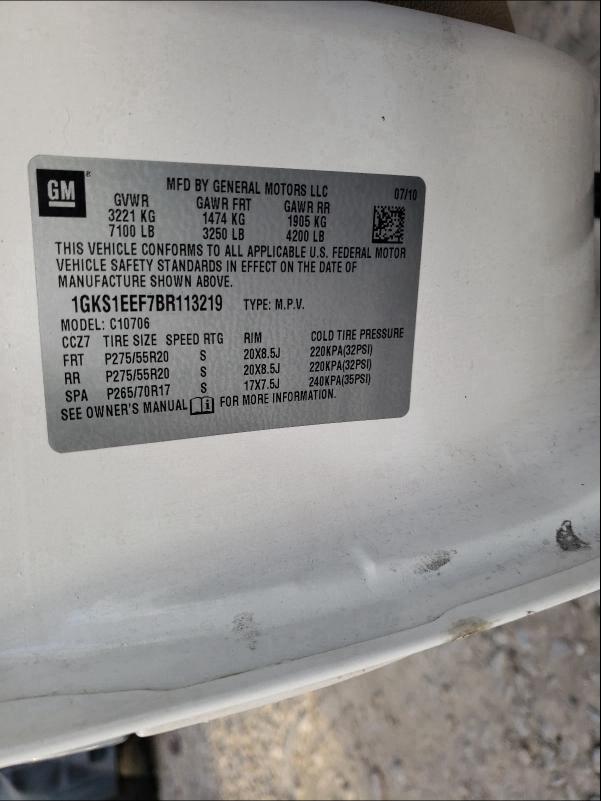 GM ®
MFD BY GENERAL MOTORS LLC 07/10
GVWR GAWR FRT GAWR RR
3221 KG 1474 KG 1905 KG
7100 LB 3250 LB 4200 LB
THIS VEHICLE CONFORMS TO ALL APPLICABLE U.S. FEDERAL MOTOR
VEHICLE SAFETY STANDARDS IN EFFECT ON THE DATE OF
MANUFACTURE SHOWN ABOVE.
1GKS1EEF7BR113219 TYPE: M.P.V.
MODEL: C10706
CCZ7 TIRE SIZE SPEED RTG RIM COLD TIRE PRESSURE
FRT P275/55R20 S 20X8.5J 220KPA(32PSI)
RR P275/55R20 S 20X8.5J 220KPA(32PSI)
SPA P265/70R17 S 17X7.5J 240KPA(35PSI)
SEE OWNER'S MANUAL FOR MORE INFORMATION.